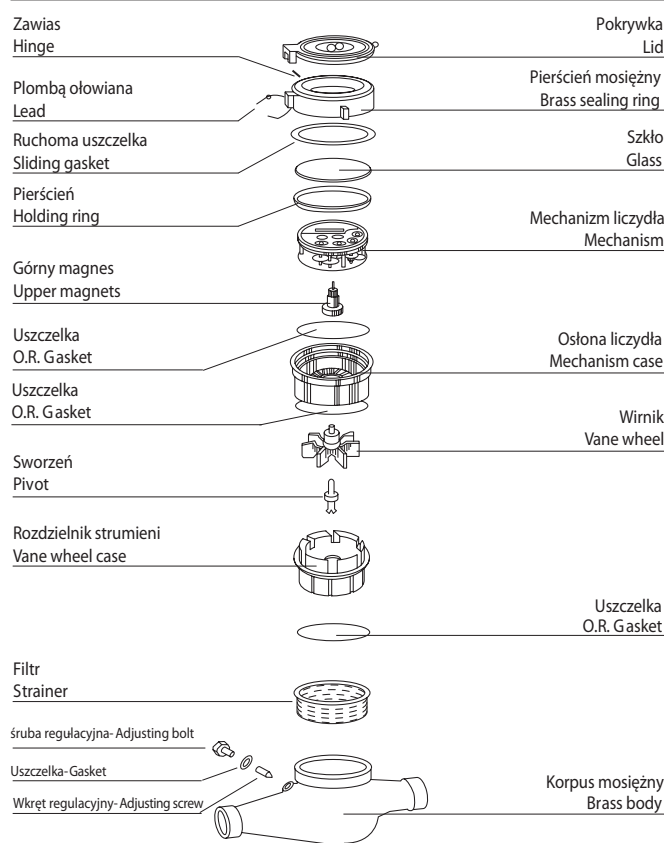 Zawias
Hinge
Plombą ołowiana
Lead
Ruchoma uszczelka
Sliding gasket
Pierścień
Holding ring
Górny magnes
Upper magnets
Uszczelka
O.R. Gasket
Uszczelka
O.R. Gasket
Sworzeń
Pivot
Rozdzielnik strumieni
Vane wheel case
Filtr
Strainer
śruba regulacyjna- Adjusting bolt
Uszczelka-Gasket
Wkręt regulacyjny- Adjusting screw
Pokrywka
Lid
Pierścień mosiężny
Brass sealing ring
Szkło
Glass
Mechanizm liczydła
Mechanism
Osłona liczydła
Mechanism case
Wirnik
Vane wheel
Uszczelka
O.R. Gasket
Korpus mosiężny
Brass body